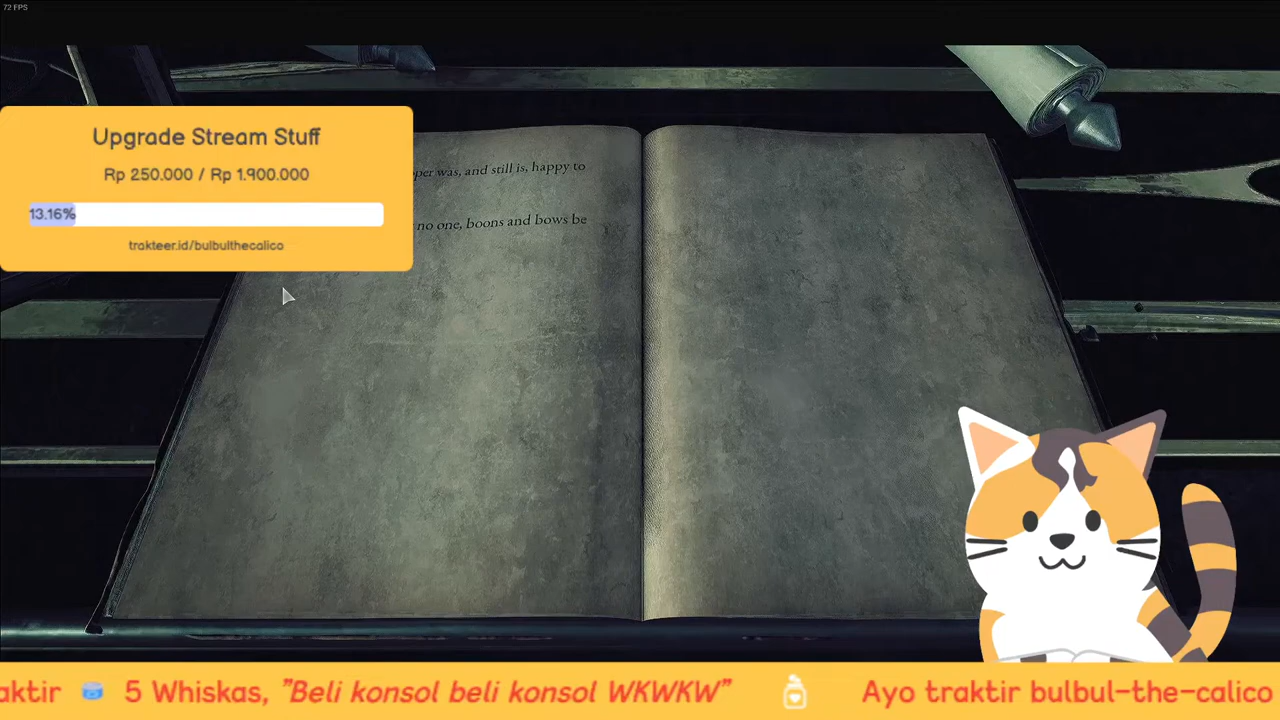 72 FPS
Upgrade Stream Stuff
Rp 250.000 / Rp 1.900.000
13.16%
trakteer.id/bulbulthecalico
was, and still is, happy to
no one, boons and bows be
aktir 5 Whiskas, "Beli konsol beli konsol WKWKW" Ayo traktir bulbul-the-calico